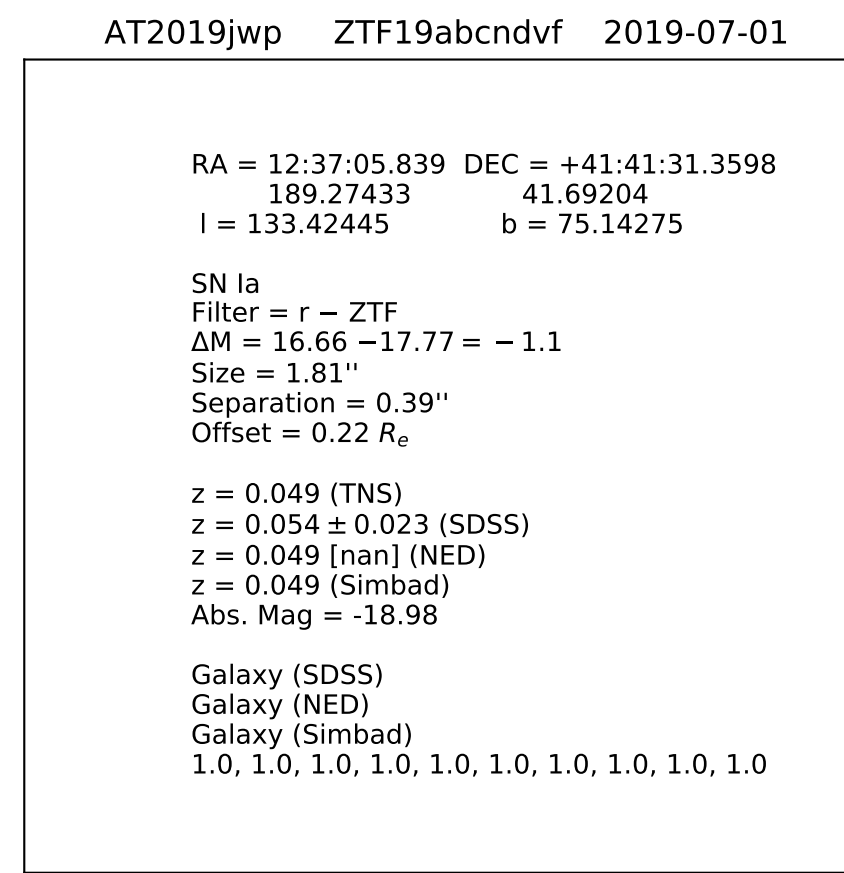 AT2019jwp ZTF19abcndvf 2019-07-01
RA = 12:37:05.839 DEC = +41:41:31.3598
189.27433 41.69204
l = 133.42445 b = 75.14275
SN Ia
Filter = r − ZTF
ΔM = 16.66 −17.77 = − 1.1
Size = 1.81''
Separation = 0.39''
Offset = 0.22 Re
z = 0.049 (TNS)
z = 0.054 ± 0.023 (SDSS)
z = 0.049 [nan] (NED)
z = 0.049 (Simbad)
Abs. Mag = -18.98
Galaxy (SDSS)
Galaxy (NED)
Galaxy (Simbad)
1.0, 1.0, 1.0, 1.0, 1.0, 1.0, 1.0, 1.0, 1.0, 1.0